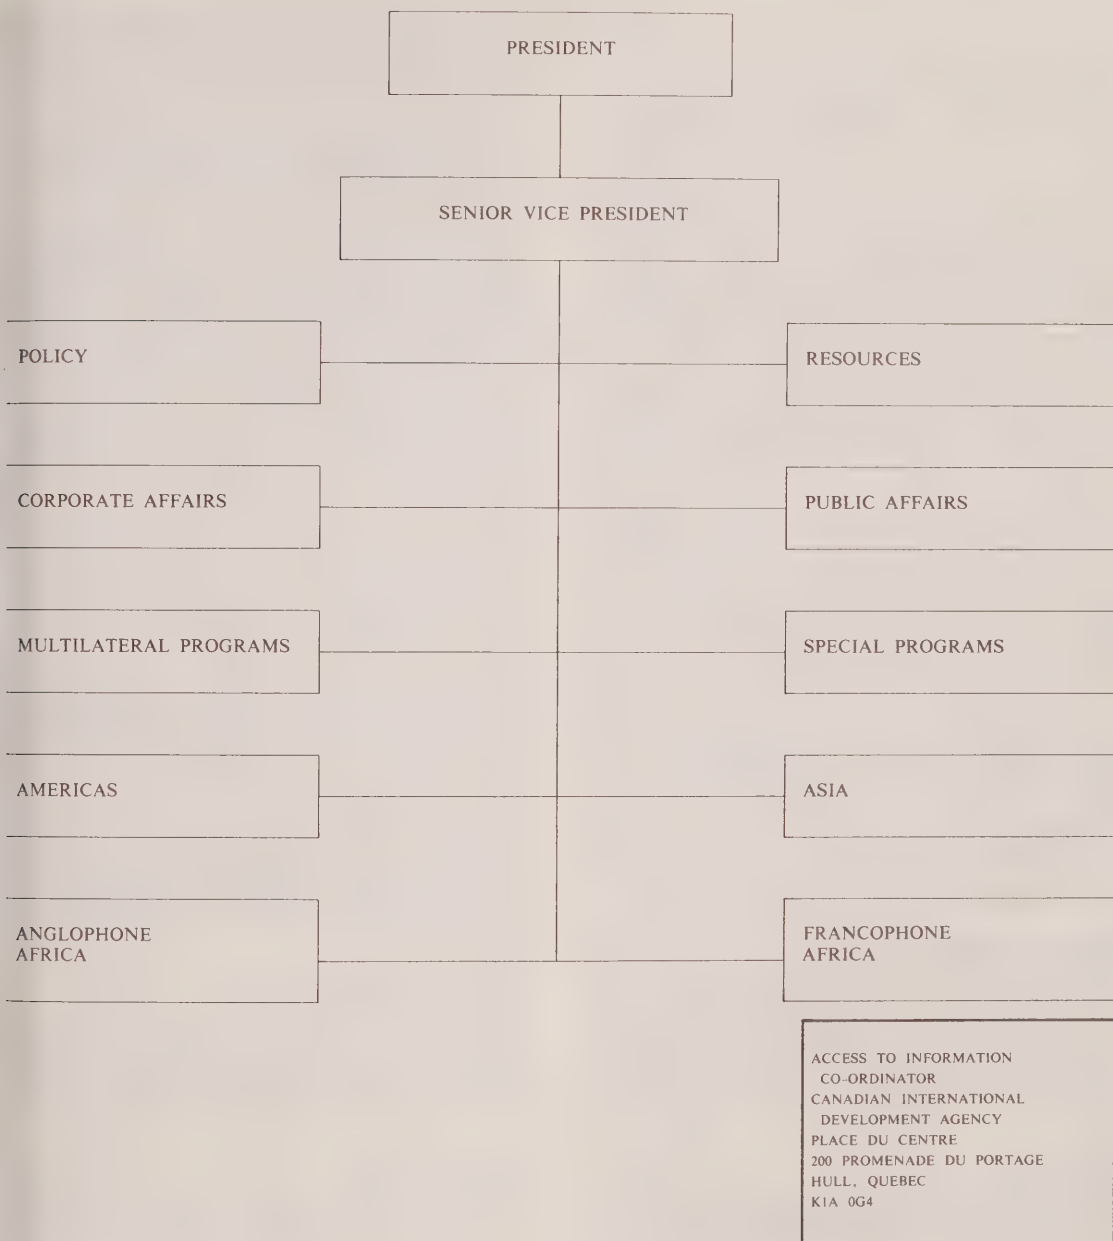 PRESIDENT
SENIOR VICE PRESIDENT
POLICY
RESOURCES
CORPORATE AFFAIRS
PUBLIC AFFAIRS
MULTILATERAL PROGRAMS
SPECIAL PROGRAMS
AMERICAS
ASIA
ANGLOPHONE
AFRICA
FRANCOPHONE
AFRICA
ACCESS TO INFORMATION
CO-ORDINATOR
CANADIAN INTERNATIONAL
DEVELOPMENT AGENCY
PLACE DU CENTRE
200 PROMENADE DU PORTAGE
HULL, QUEBEC
K1A 0G4